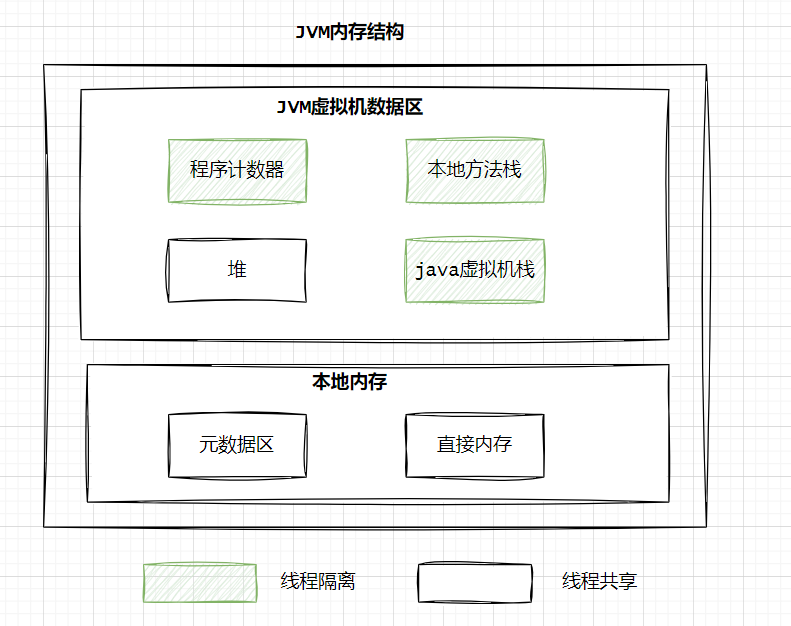 JVM内存结构
JVM虚拟机数据区
程序计数器
本地方法栈
堆
java虚拟机栈
本地内存
元数据区
直接内存
线程隔离
线程共享